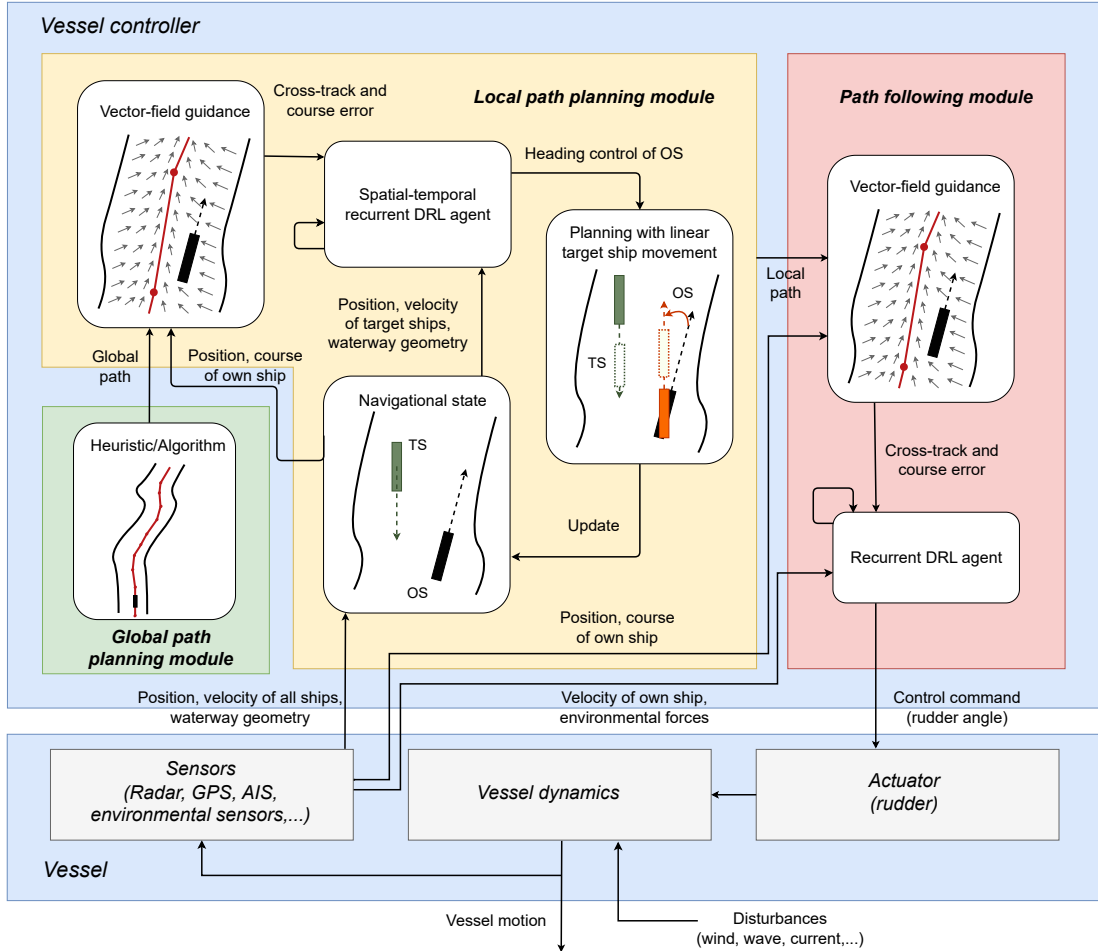 Vessel controller
Local path planning module
Path following module
Vector-field guidance
Cross-track and
course error
Spatial-temporal
recurrent DRL agent
Heading control of OS
Planning with linear
target ship movement
OS
TS
Local
path
Vector-field guidance
Position, velocity
of target ships,
waterway geometry
Global
path
Position, course
of own ship
Navigational state
TS
OS
Update
Heuristic/Algorithm
Global path
planning module
Cross-track and
course error
Recurrent DRL agent
Position, course
of own ship
Position, velocity of all ships,
waterway geometry
Velocity of own ship,
environmental forces
Control command
(rudder angle)
Sensors
(Radar, GPS, AIS,
environmental sensors,...)
Vessel dynamics
Actuator
(rudder)
Vessel
Vessel motion
Disturbances
(wind, wave, current,...)